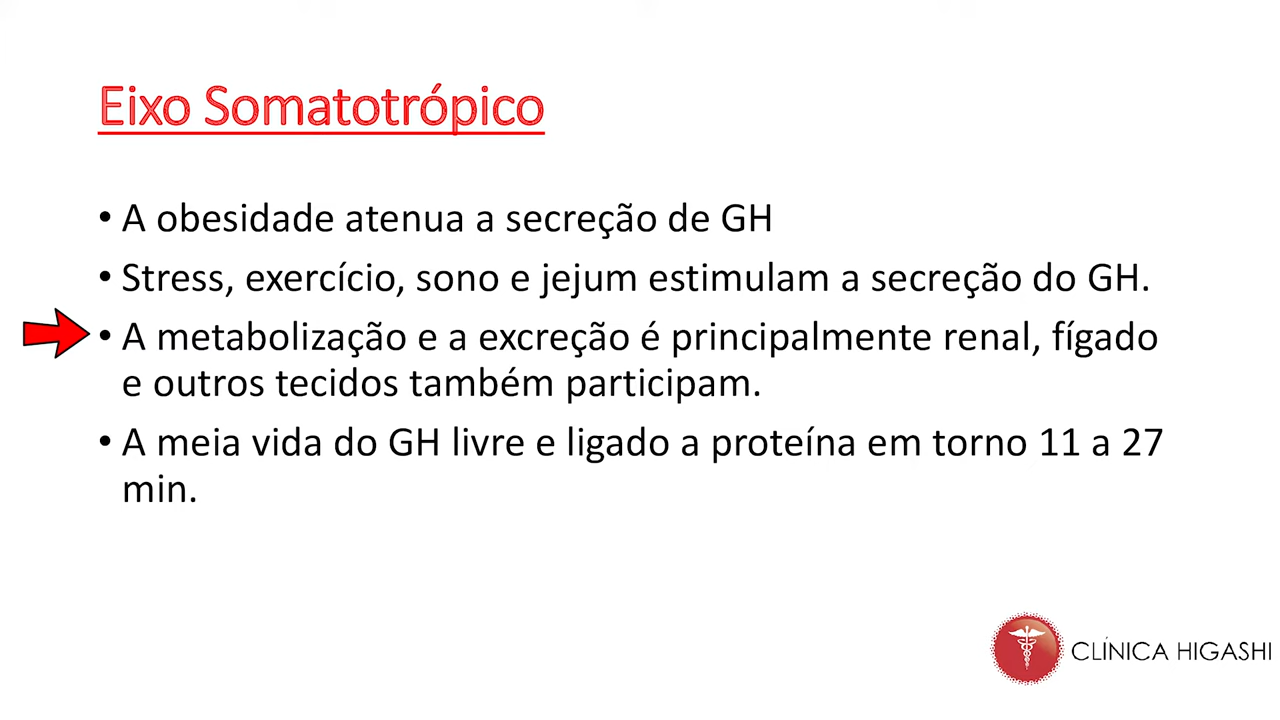 Eixo Somatotrópico
• A obesidade atenua a secreção de GH
• Stress, exercício, sono e jejum estimulam a secreção do GH.
• A metabolização e a excreção é principalmente renal, fígado
e outros tecidos também participam.
• A meia vida do GH livre e ligado a proteína em torno 11 a 27
min.
CLÍNICA HIGASHI